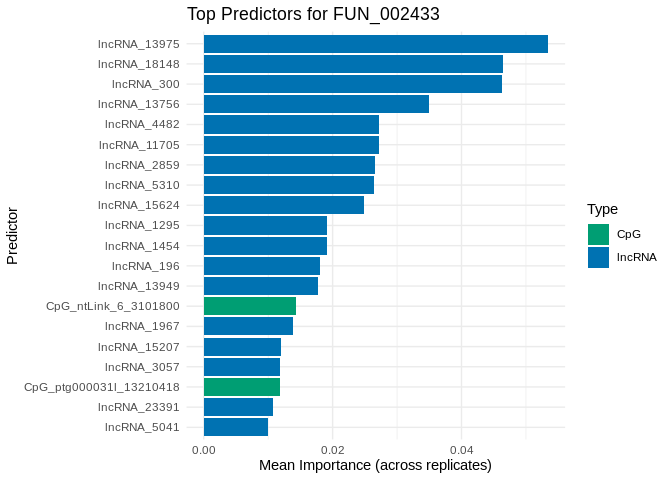 Top Predictors for FUN_002433
Predictor
lncRNA_13975
lncRNA_18148
lncRNA_300
lncRNA_13756
lncRNA_4482
lncRNA_11705
lncRNA_2859
lncRNA_5310
lncRNA_15624
lncRNA_1295
lncRNA_1454
lncRNA_196
lncRNA_13949
CpG_ntLink_6_3101800
lncRNA_1967
lncRNA_15207
lncRNA_3057
CpG_ptg000031l_13210418
lncRNA_23391
lncRNA_5041
0.00 0.02 0.04
Mean Importance (across replicates)
Type
CpG
lncRNA